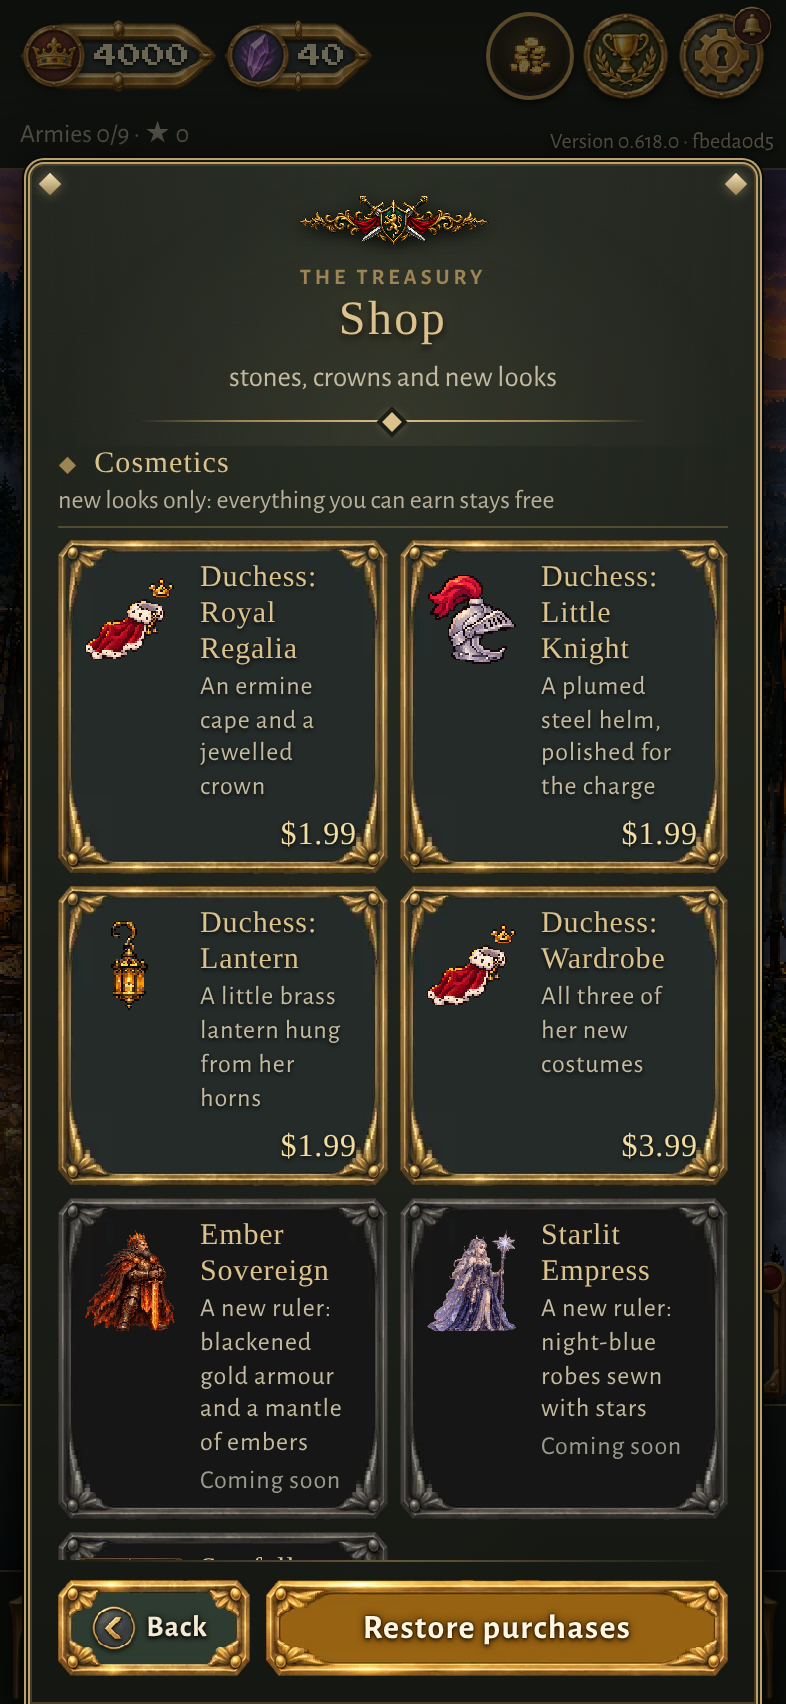 4000
40
Armies 0/9 · ★ 0
Version 0.618.0 · fbeda0d5
THE TREASURY
Shop
stones, crowns and new looks
Cosmetics
new looks only: everything you can earn stays free
Duchess:
Royal
Regalia
An ermine
cape and a
jewelled
crown
$1.99
Duchess:
Little
Knight
A plumed
steel helm,
polished for
the charge
$1.99
Duchess:
Lantern
A little brass
lantern hung
from her
horns
$1.99
Duchess:
Wardrobe
All three of
her new
costumes
$3.99
Ember
Sovereign
A new ruler:
blackened
gold armour
and a mantle
of embers
Coming soon
Starlit
Empress
A new ruler:
night-blue
robes sewn
with stars
Coming soon
Back
Restore purchases